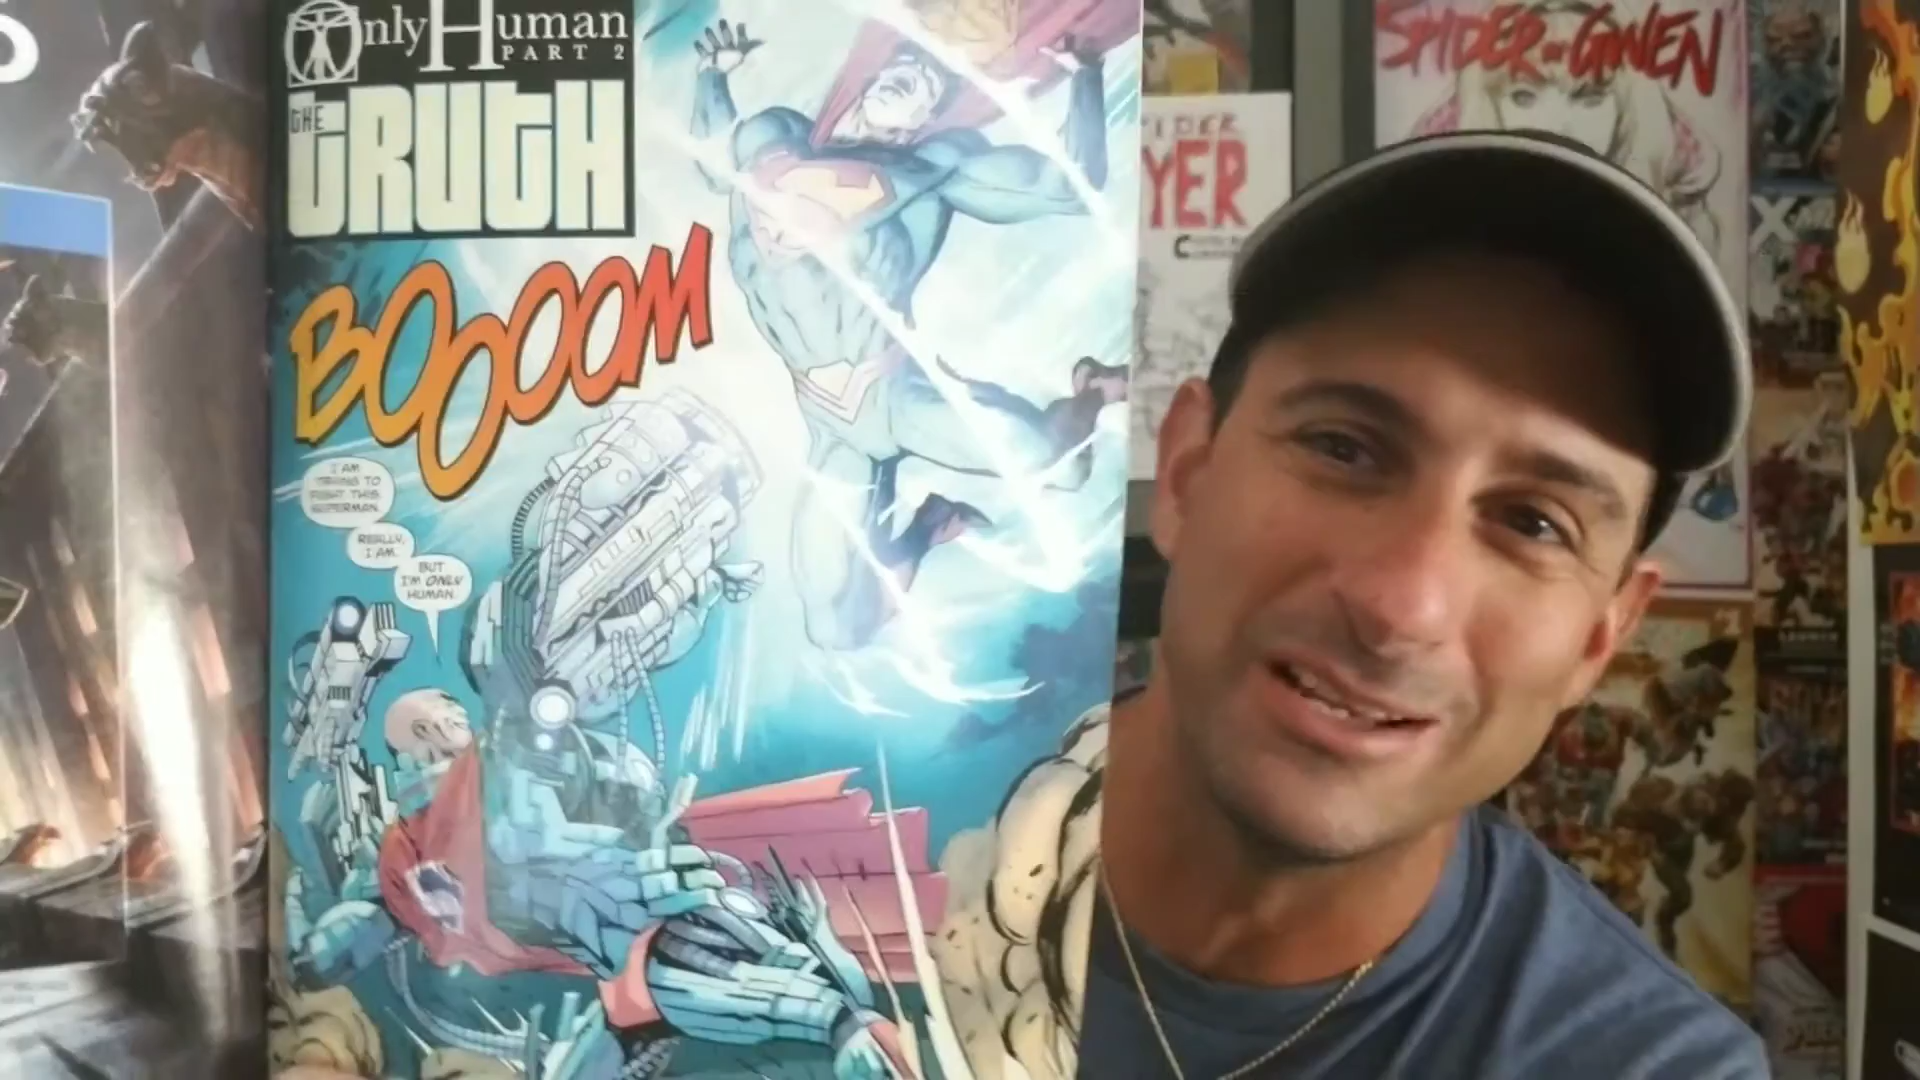 Only Human
PART 2
THE TRUTH
BOOOOM
I AM
TRYING TO
FIGHT THIS
SUPERMAN.
REALLY,
I AM.
BUT
I'M ONLY
HUMAN.
SPIDER-GWEN
YER
X-MEN